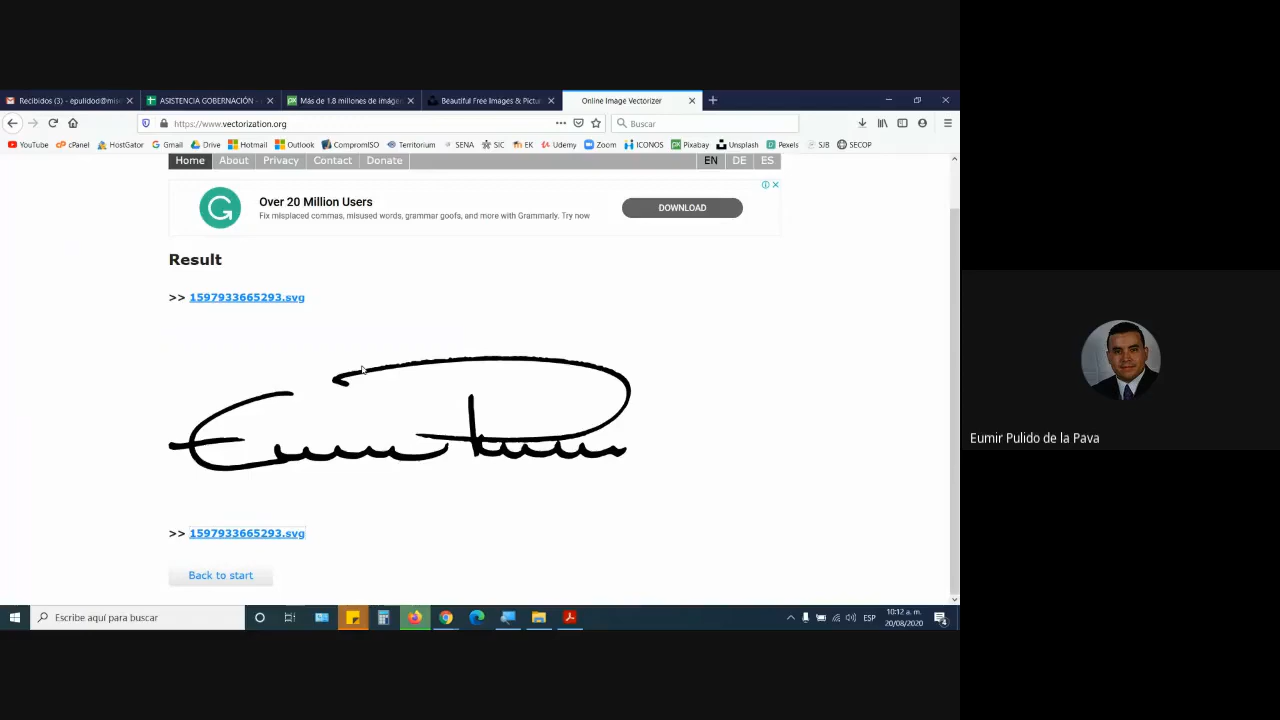 Recibidos (3) - epulidod@mis
ASISTENCIA GOBERNACIÓN -
Más de 1.8 millones de imáge
Beautiful Free Images & Pictur
Online Image Vectorizer
https://www.vectorization.org
Buscar
YouTube cPanel HostGator Gmail Drive Hotmail Outlook CompromISO Territorium SENA SIC EK Udemy Zoom ICONOS Pixabay Unsplash Pexels SJB SECOP
Home About Privacy Contact Donate EN DE ES
Over 20 Million Users
Fix misplaced commas, misused words, grammar goofs, and more with Grammarly. Try now
DOWNLOAD
Result
>> 1597933665293.svg
Eumir Pulido de la Pava
>> 1597933665293.svg
Back to start
Escribe aquí para buscar
ESP
10:12 a. m.
20/08/2020